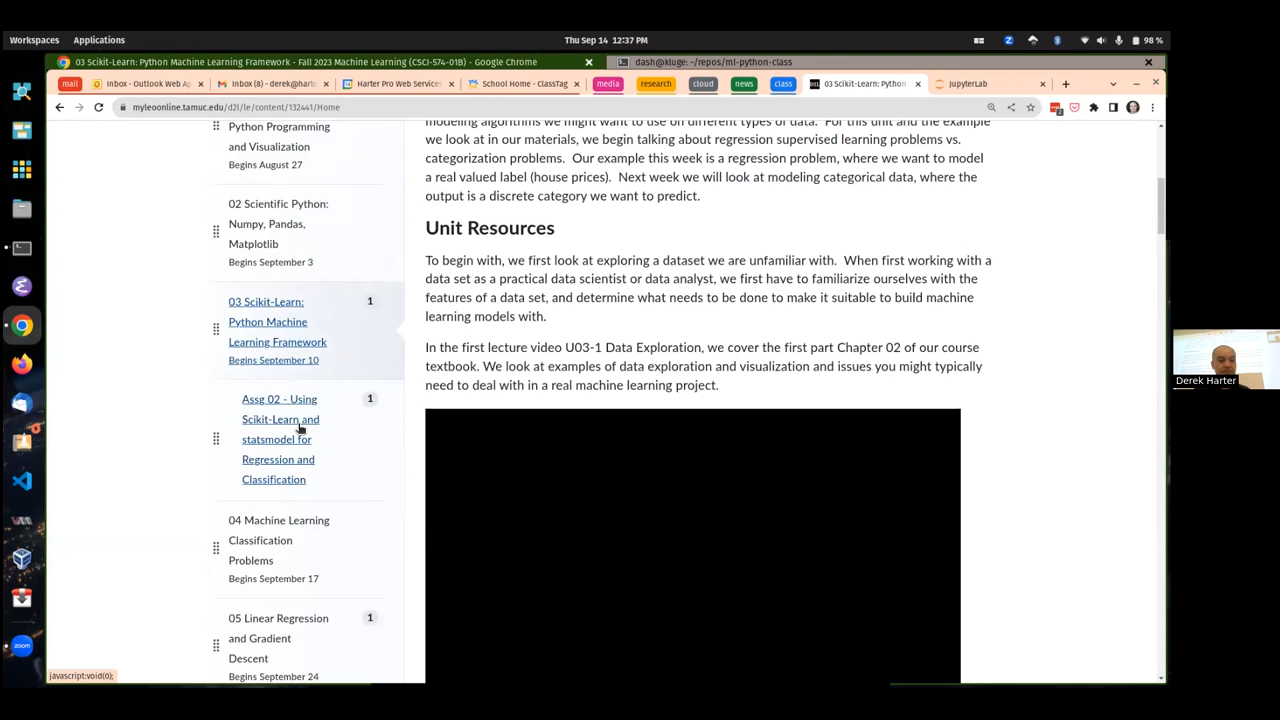 Workspaces Applications Thu Sep 14 12:37 PM 98 %
03 Scikit-Learn: Python Machine Learning Framework - Fall 2023 Machine Learning (CSCI-574-01B) - Google Chrome
dash@kluge: ~/repos/ml-python-class
mail Inbox - Outlook Web Ap Inbox (8) - derek@harter Harter Pro Web Services School Home - ClassTag media research cloud news class 03 Scikit-Learn: Python JupyterLab
myleoonline.tamuc.edu/d2l/le/content/132441/Home
Python Programming
and Visualization
Begins August 27
02 Scientific Python:
Numpy, Pandas,
Matplotlib
Begins September 3
03 Scikit-Learn: 1
Python Machine
Learning Framework
Begins September 10
Assg 02 - Using 1
Scikit-Learn and
statsmodel for
Regression and
Classification
04 Machine Learning
Classification
Problems
Begins September 17
05 Linear Regression 1
and Gradient
Descent
Begins September 24
javascript:void(0);
modeling algorithms we might want to use on different types of data. For this unit and the example
we look at in our materials, we begin talking about regression supervised learning problems vs.
categorization problems. Our example this week is a regression problem, where we want to model
a real valued label (house prices). Next week we will look at modeling categorical data, where the
output is a discrete category we want to predict.
Unit Resources
To begin with, we first look at exploring a dataset we are unfamiliar with. When first working with a
data set as a practical data scientist or data analyst, we first have to familiarize ourselves with the
features of a data set, and determine what needs to be done to make it suitable to build machine
learning models with.
In the first lecture video U03-1 Data Exploration, we cover the first part Chapter 02 of our course
textbook. We look at examples of data exploration and visualization and issues you might typically
need to deal with in a real machine learning project.
Derek Harter
zoom